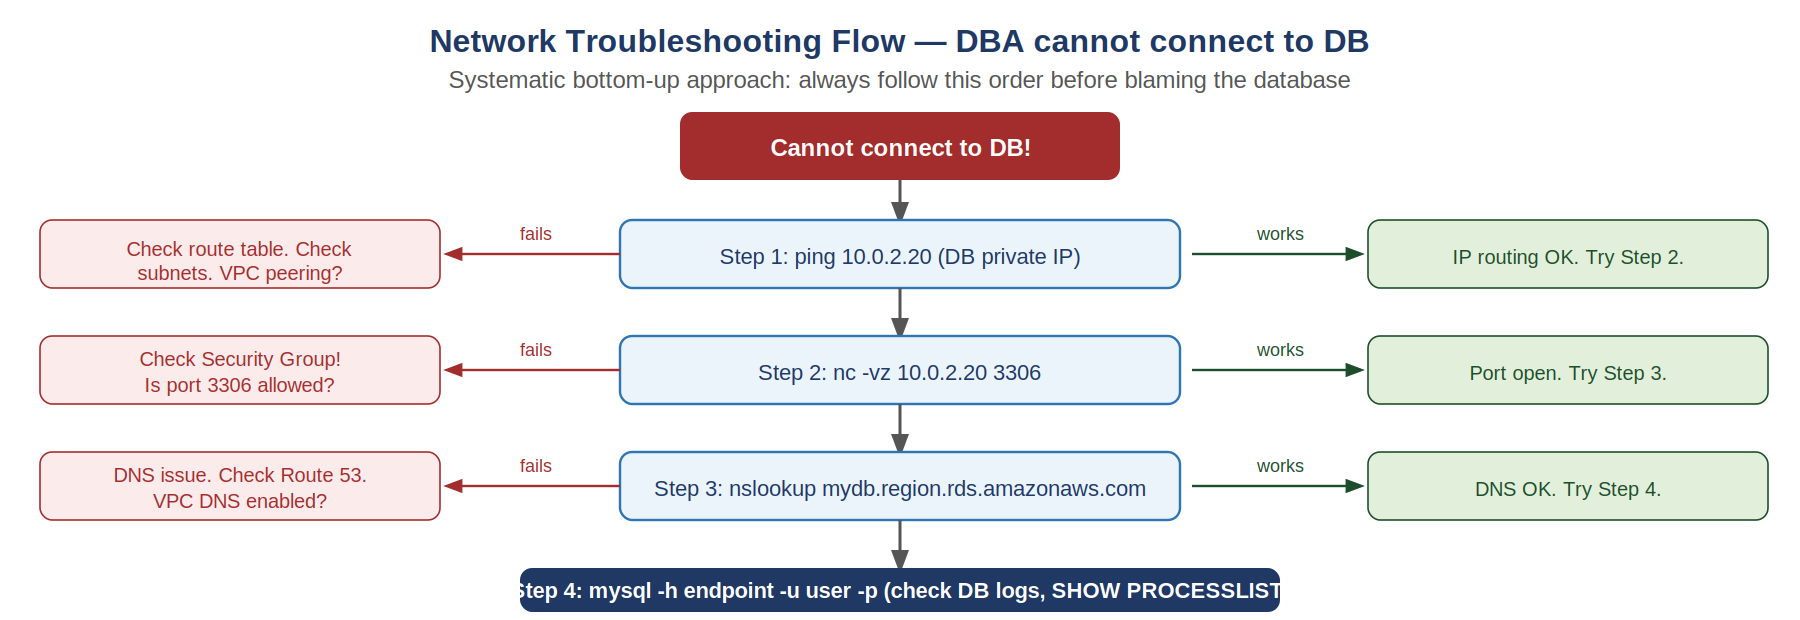 Network Troubleshooting Flow — DBA cannot connect to DB
Systematic bottom-up approach: always follow this order before blaming the database
Cannot connect to DB!
fails
works
Check route table. Check
subnets. VPC peering?
Step 1: ping 10.0.2.20 (DB private IP)
IP routing OK. Try Step 2.
fails
works
Check Security Group!
Is port 3306 allowed?
Step 2: nc -vz 10.0.2.20 3306
Port open. Try Step 3.
fails
works
DNS issue. Check Route 53.
VPC DNS enabled?
Step 3: nslookup mydb.region.rds.amazonaws.com
DNS OK. Try Step 4.
Step 4: mysql -h endpoint -u user -p (check DB logs, SHOW PROCESSLIST